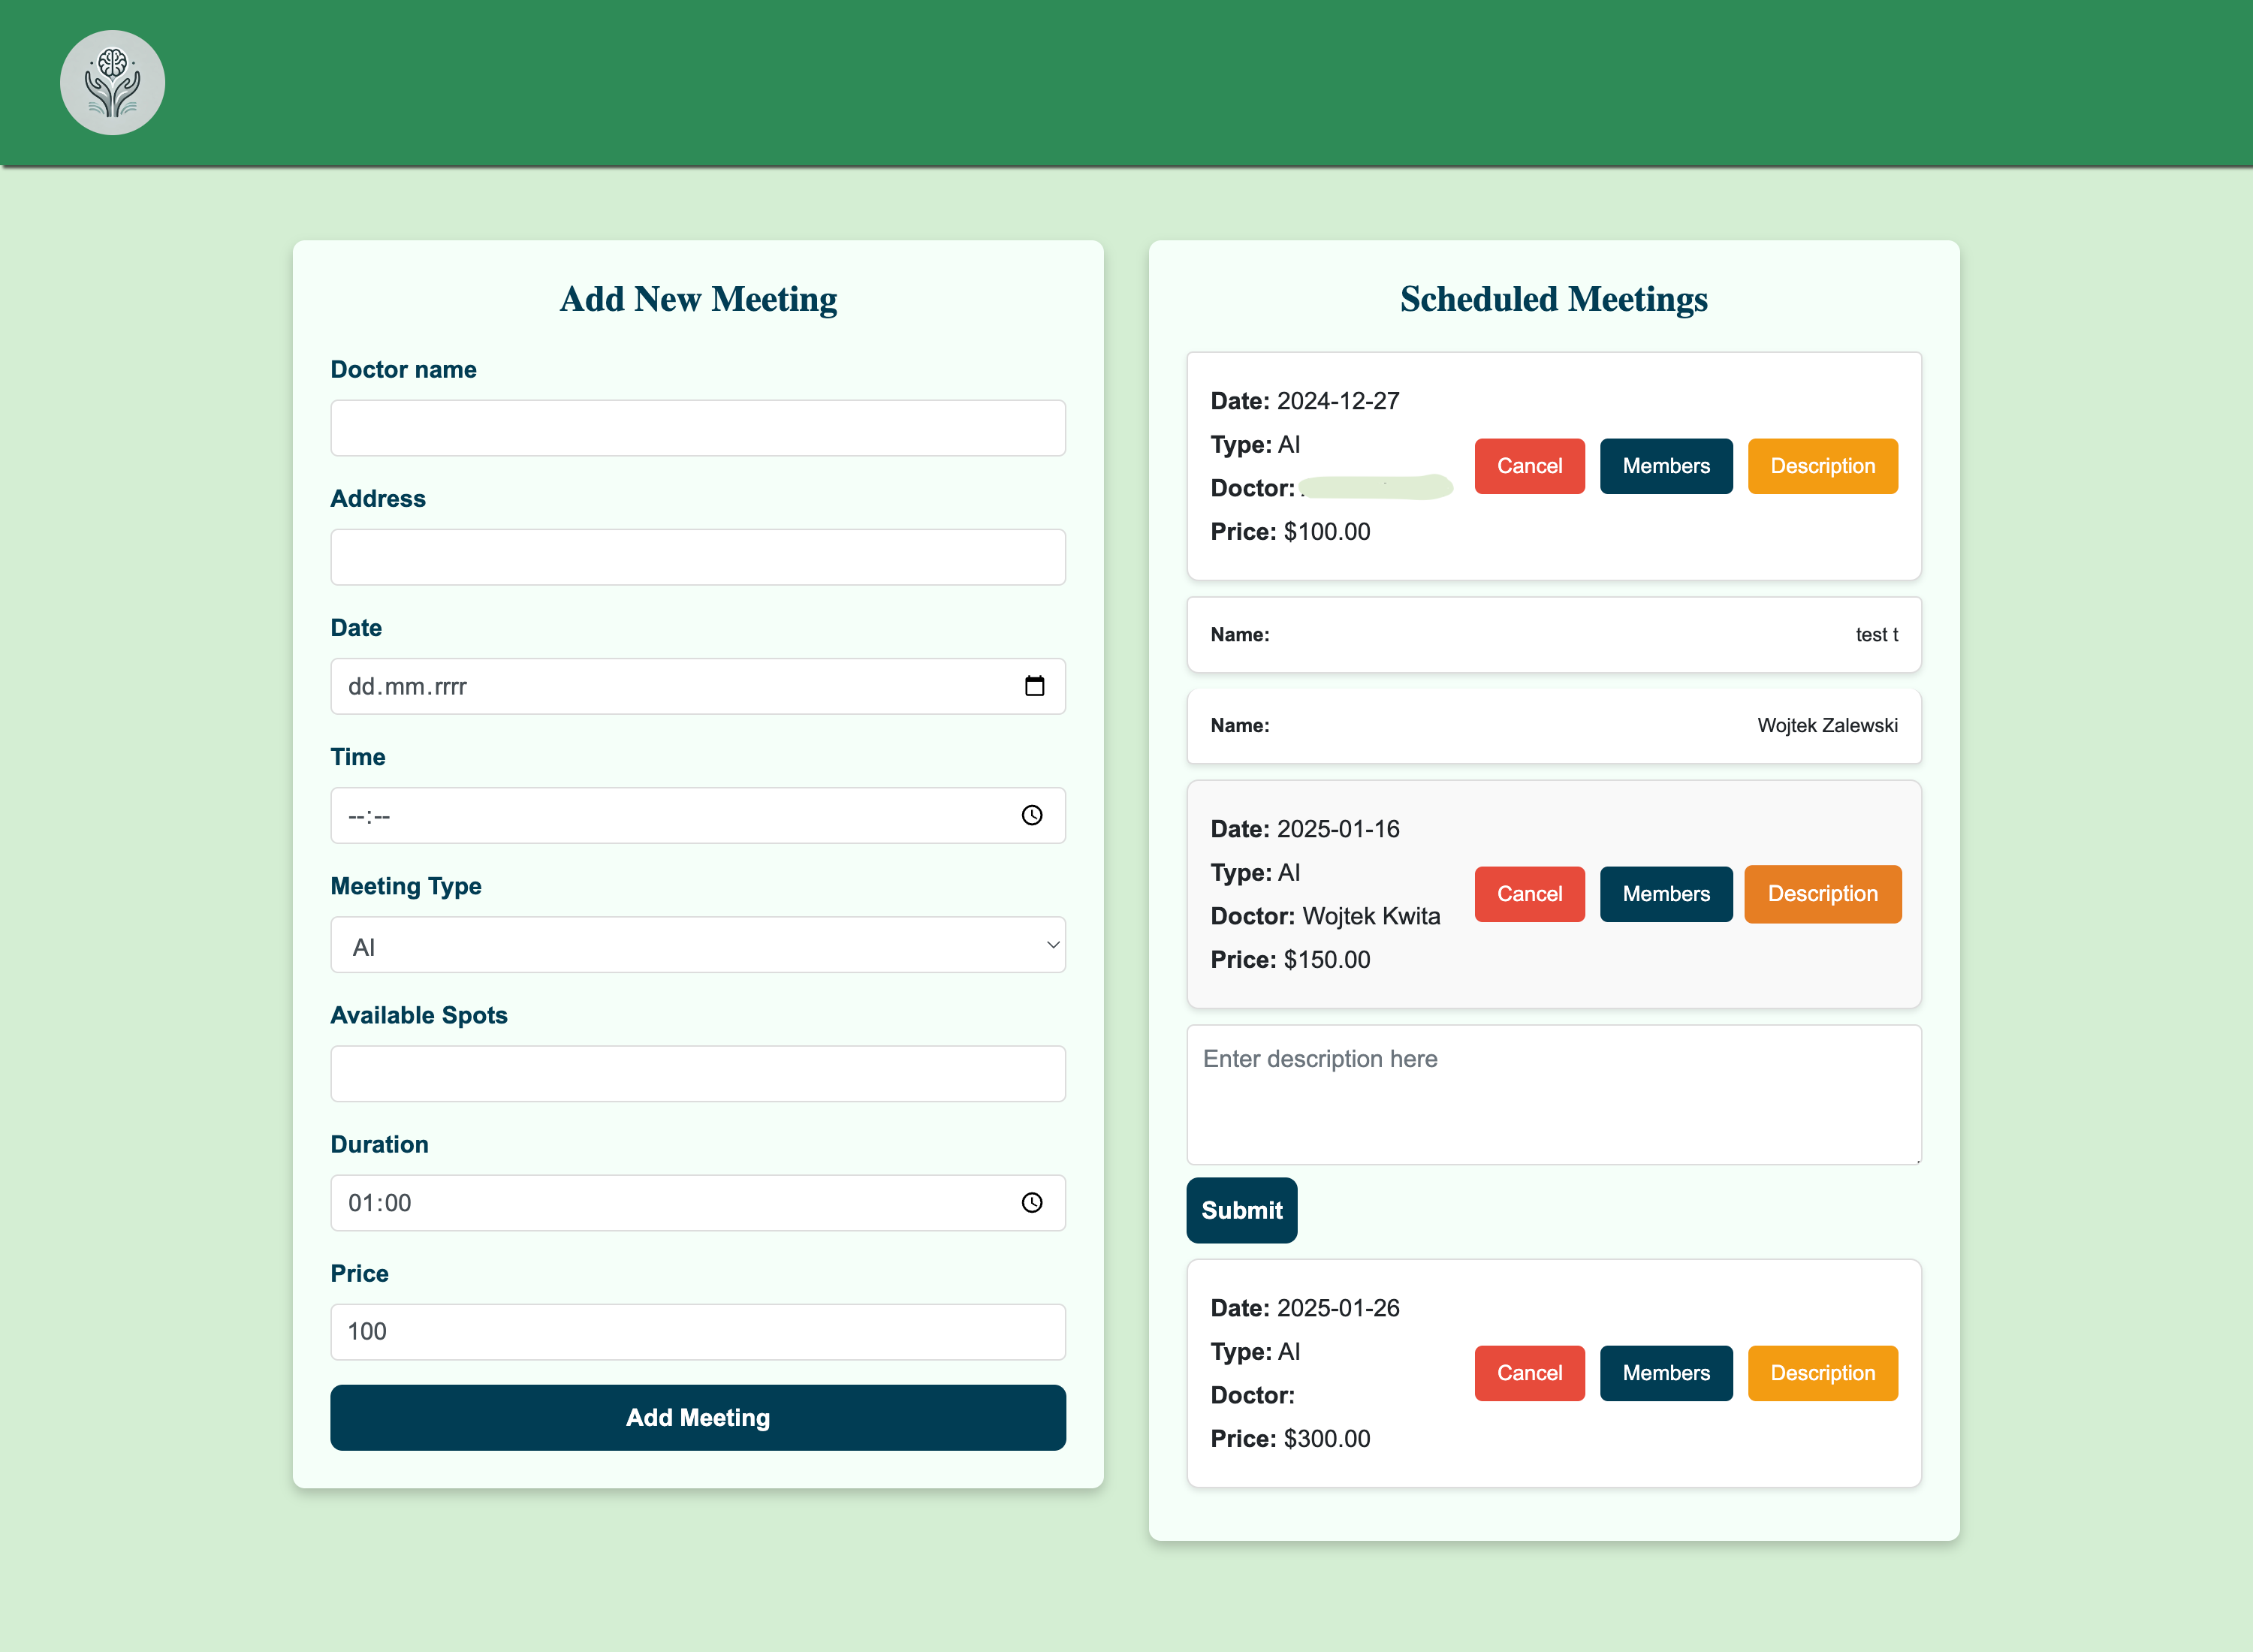 Add New Meeting
Doctor name
Address
Date
dd.mm.rrrr
Time
--:--
Meeting Type
AI
Available Spots
Duration
01:00
Price
100
Add Meeting
Scheduled Meetings
Date: 2024-12-27
Type: AI
Doctor:
Price: $100.00
Cancel
Members
Description
Name: test t
Name: Wojtek Zalewski
Date: 2025-01-16
Type: AI
Doctor: Wojtek Kwita
Price: $150.00
Cancel
Members
Description
Enter description here
Submit
Date: 2025-01-26
Type: AI
Doctor:
Price: $300.00
Cancel
Members
Description